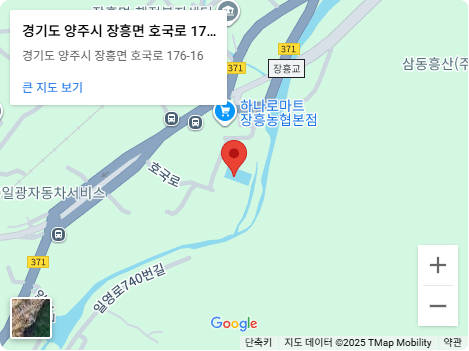 경기도 양주시 장흥면 호국로 17...
경기도 양주시 장흥면 호국로 176-16
큰 지도 보기
371
장흥교
삼동흥산(주
371
하나로마트
장흥농협본점
호국로
일광자동차서비스
371
일영로740번길
Google
단축키
지도 데이터 ©2025 TMap Mobility
약관